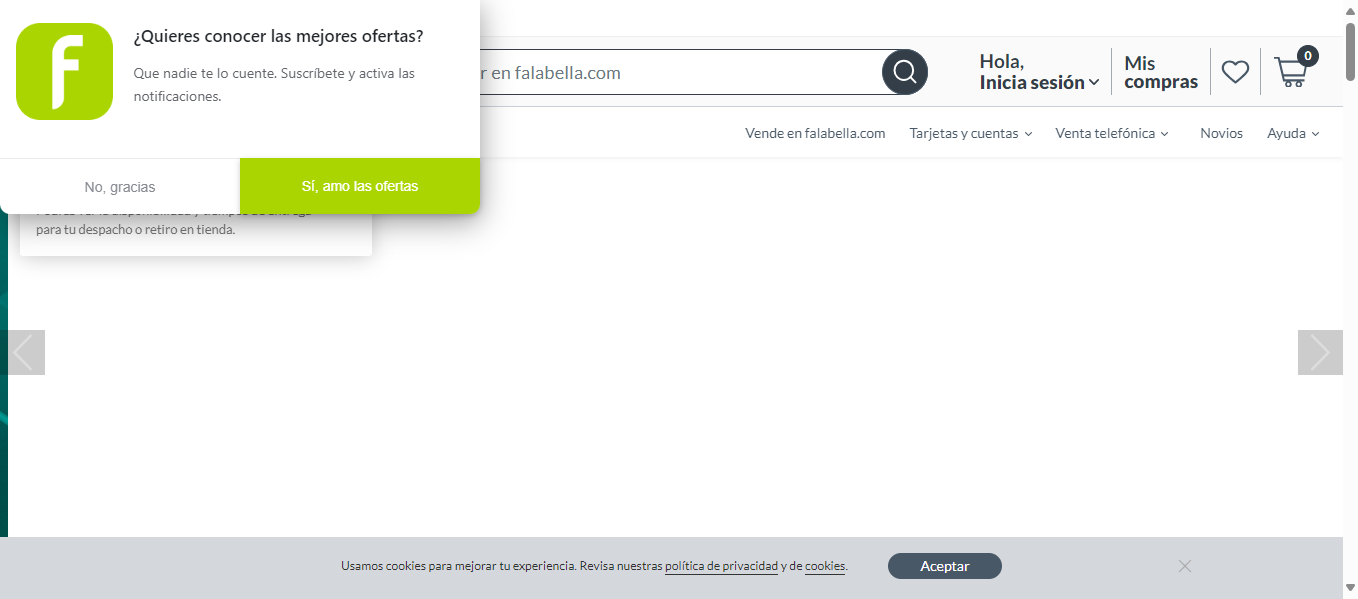 ¿Quieres conocer las mejores ofertas?
Que nadie te lo cuente. Suscríbete y activa las
notificaciones.
No, gracias
Sí, amo las ofertas
en falabella.com
Hola,
Inicia sesión
Mis
compras
0
Vende en falabella.com
Tarjetas y cuentas
Venta telefónica
Novios
Ayuda
para tu despacho o retiro en tienda.
Usamos cookies para mejorar tu experiencia. Revisa nuestras política de privacidad y de cookies.
Aceptar